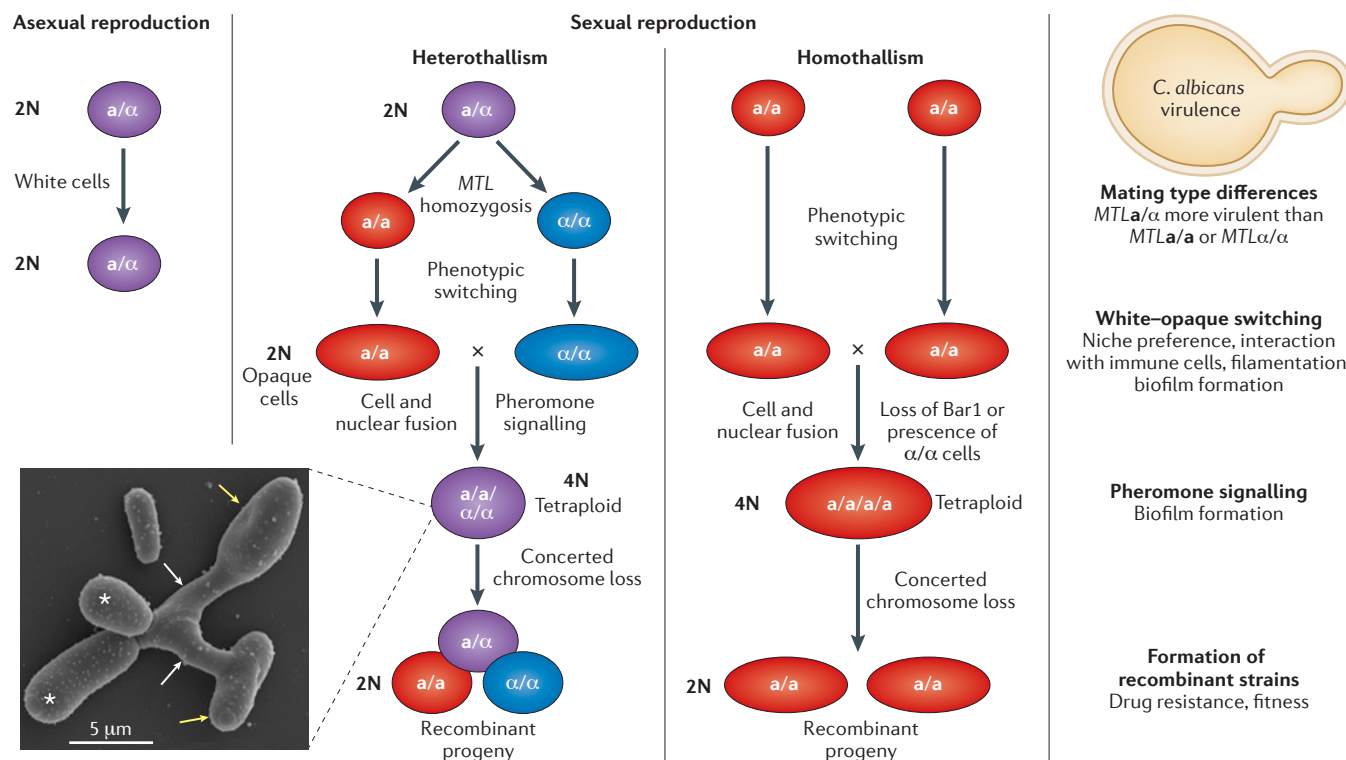 Asexual reproduction
2N
a/α
White cells
2N
a/α
Sexual reproduction
Heterothallism
2N
a/α
MTL
homozygosis
a/a
α/α
Phenotypic
switching
2N
Opaque
cells
a/a
×
α/α
Cell and
nuclear fusion
Pheromone
signalling
a/a/
α/α
4N
Tetraploid
Concerted
chromosome loss
a/α
2N
a/a
α/α
Recombinant
progeny
*
*
5 µm
Homothallism
a/a
a/a
Phenotypic
switching
a/a
×
a/a
Cell and
nuclear fusion
Loss of Bar1 or
prescence of
α/α cells
4N
a/a/a/a
Tetraploid
Concerted
chromosome loss
2N
a/a
a/a
Recombinant
progeny
C. albicans
virulence
Mating type differences
MTLa/α more virulent than
MTLa/a or MTLα/α
White–opaque switching
Niche preference, interaction
with immune cells, filamentation
biofilm formation
Pheromone signalling
Biofilm formation
Formation of
recombinant strains
Drug resistance, fitness